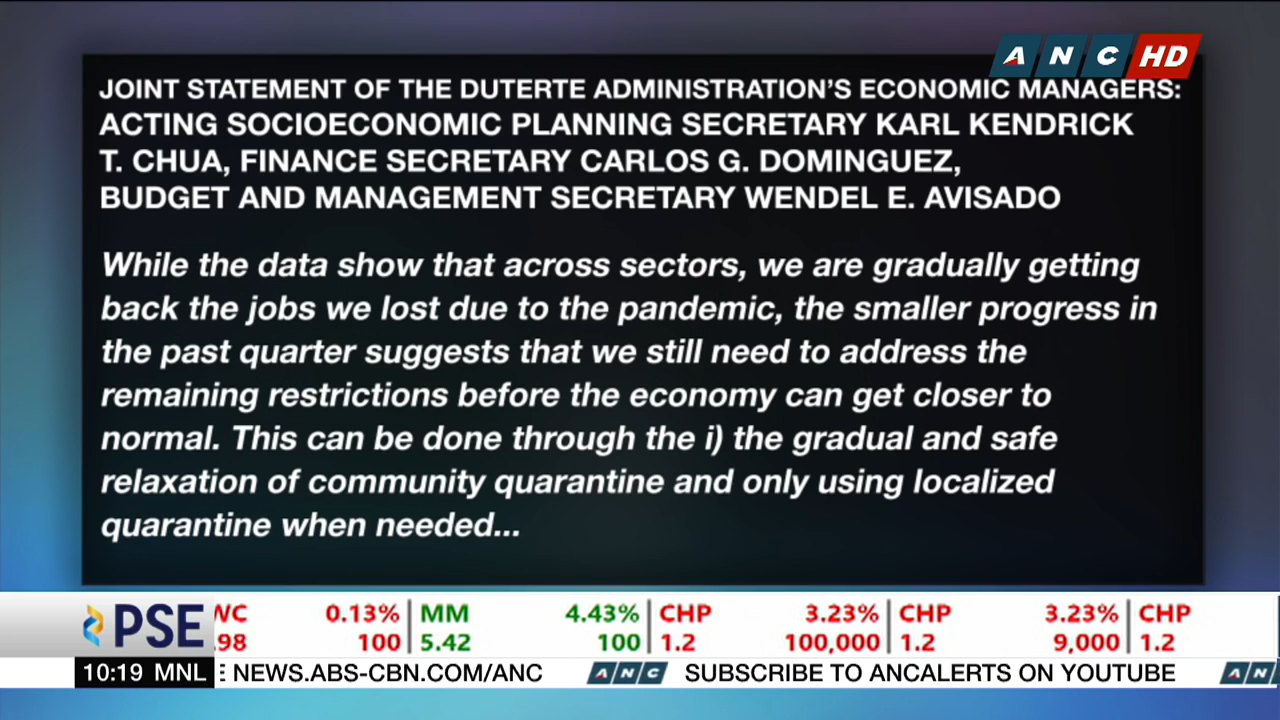 ANC HD
JOINT STATEMENT OF THE DUTERTE ADMINISTRATION'S ECONOMIC MANAGERS:
ACTING SOCIOECONOMIC PLANNING SECRETARY KARL KENDRICK
T. CHUA, FINANCE SECRETARY CARLOS G. DOMINGUEZ,
BUDGET AND MANAGEMENT SECRETARY WENDEL E. AVISADO
While the data show that across sectors, we are gradually getting
back the jobs we lost due to the pandemic, the smaller progress in
the past quarter suggests that we still need to address the
remaining restrictions before the economy can get closer to
normal. This can be done through the i) the gradual and safe
relaxation of community quarantine and only using localized
quarantine when needed...
PSE
WC 0.13% MM 4.43% CHP 3.23% CHP 3.23% CHP
.98 100 5.42 100 1.2 100,000 1.2 9,000 1.2
10:19 MNL NEWS.ABS-CBN.COM/ANC ANC SUBSCRIBE TO ANCALERTS ON YOUTUBE